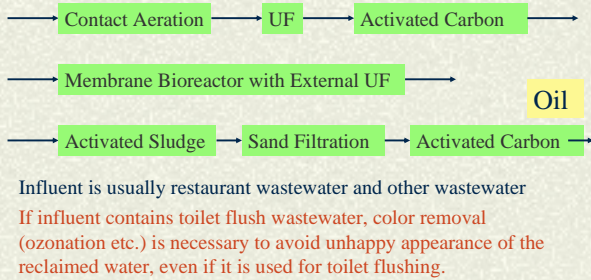 Contact Aeration UF Activated Carbon
Membrane Bioreactor with External UF
Oil
Activated Sludge Sand Filtration Activated Carbon
Influent is usually restaurant wastewater and other wastewater
If influent contains toilet flush wastewater, color removal
(ozonation etc.) is necessary to avoid unhappy appearance of the
reclaimed water, even if it is used for toilet flushing.